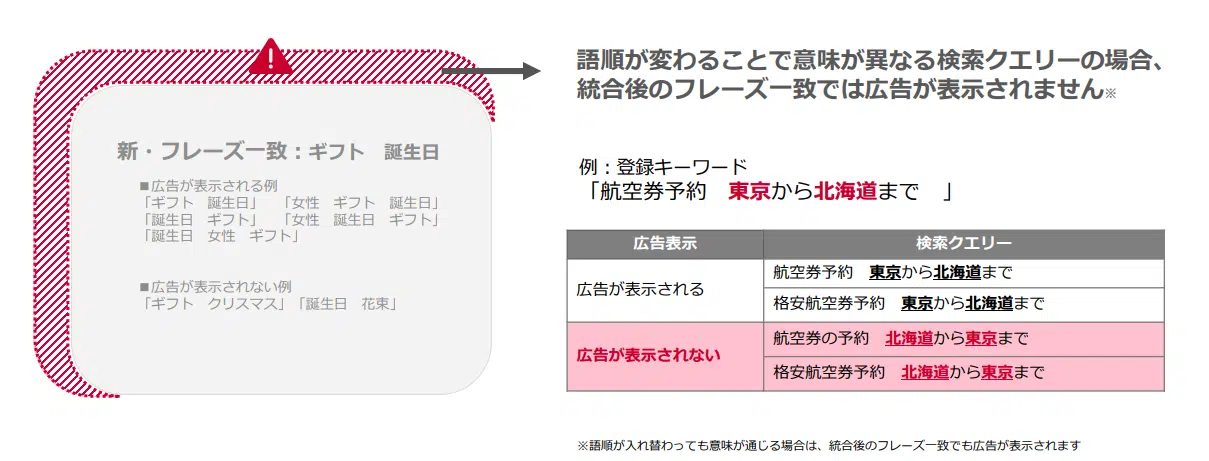 !
新・フレーズ一致：ギフト　誕生日
■広告が表示される例
「ギフト　誕生日」　「女性　ギフト　誕生日」
「誕生日　ギフト」　「女性　誕生日　ギフト」
「誕生日　女性　ギフト」
■広告が表示されない例
「ギフト　クリスマス」「誕生日　花束」
語順が変わることで意味が異なる検索クエリーの場合、
統合後のフレーズ一致では広告が表示されません※
例：登録キーワード
「航空券予約　東京から北海道まで　」
広告表示　検索クエリー
広告が表示される
航空券予約　東京から北海道まで
格安航空券予約　東京から北海道まで
広告が表示されない
航空券の予約　北海道から東京まで
格安航空券予約　北海道から東京まで
※語順が入れ替わっても意味が通じる場合は、統合後のフレーズ一致でも広告が表示されます